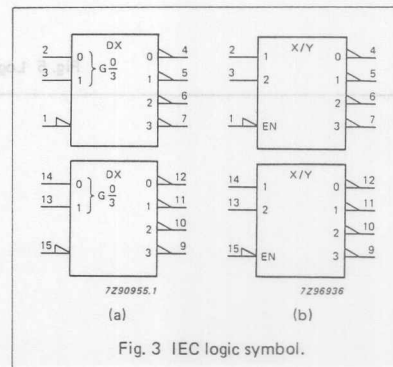 Fig. 5 Log
DX X/Y
2 0 0 4 2 1 0 4
3 1 } G 0/3 1 5 3 2 1 5
2 6 2 6
1 3 7 1 EN 3 7
DX X/Y
14 0 0 12 14 1 0 12
13 1 } G 0/3 1 11 13 2 1 11
2 10 2 10
15 3 9 15 EN 3 9
7Z90955.1 7Z96936
(a) (b)
Fig. 3 IEC logic symbol.